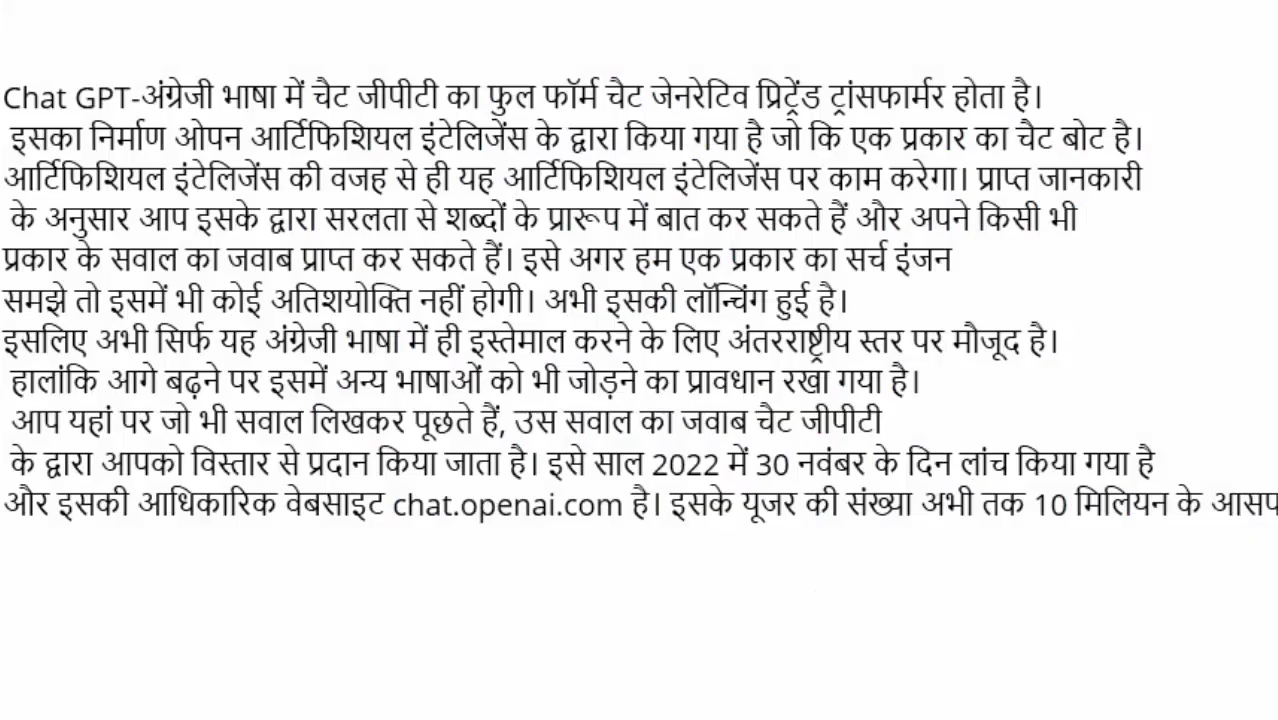 Chat GPT-अंग्रेजी भाषा में चैट जीपीटी का फुल फॉर्म चैट जेनरेटिव प्रिट्रेंड ट्रांसफार्मर होता है।
इसका निर्माण ओपन आर्टिफिशियल इंटेलिजेंस के द्वारा किया गया है जो कि एक प्रकार का चैट बोट है।
आर्टिफिशियल इंटेलिजेंस की वजह से ही यह आर्टिफिशियल इंटेलिजेंस पर काम करेगा। प्राप्त जानकारी
के अनुसार आप इसके द्वारा सरलता से शब्दों के प्रारूप में बात कर सकते हैं और अपने किसी भी
प्रकार के सवाल का जवाब प्राप्त कर सकते हैं। इसे अगर हम एक प्रकार का सर्च इंजन
समझे तो इसमें भी कोई अतिशयोक्ति नहीं होगी। अभी इसकी लॉन्चिंग हुई है।
इसलिए अभी सिर्फ यह अंग्रेजी भाषा में ही इस्तेमाल करने के लिए अंतरराष्ट्रीय स्तर पर मौजूद है।
हालांकि आगे बढ़ने पर इसमें अन्य भाषाओं को भी जोड़ने का प्रावधान रखा गया है।
आप यहां पर जो भी सवाल लिखकर पूछते हैं, उस सवाल का जवाब चैट जीपीटी
के द्वारा आपको विस्तार से प्रदान किया जाता है। इसे साल 2022 में 30 नवंबर के दिन लांच किया गया है
और इसकी आधिकारिक वेबसाइट chat.openai.com है। इसके यूजर की संख्या अभी तक 10 मिलियन के